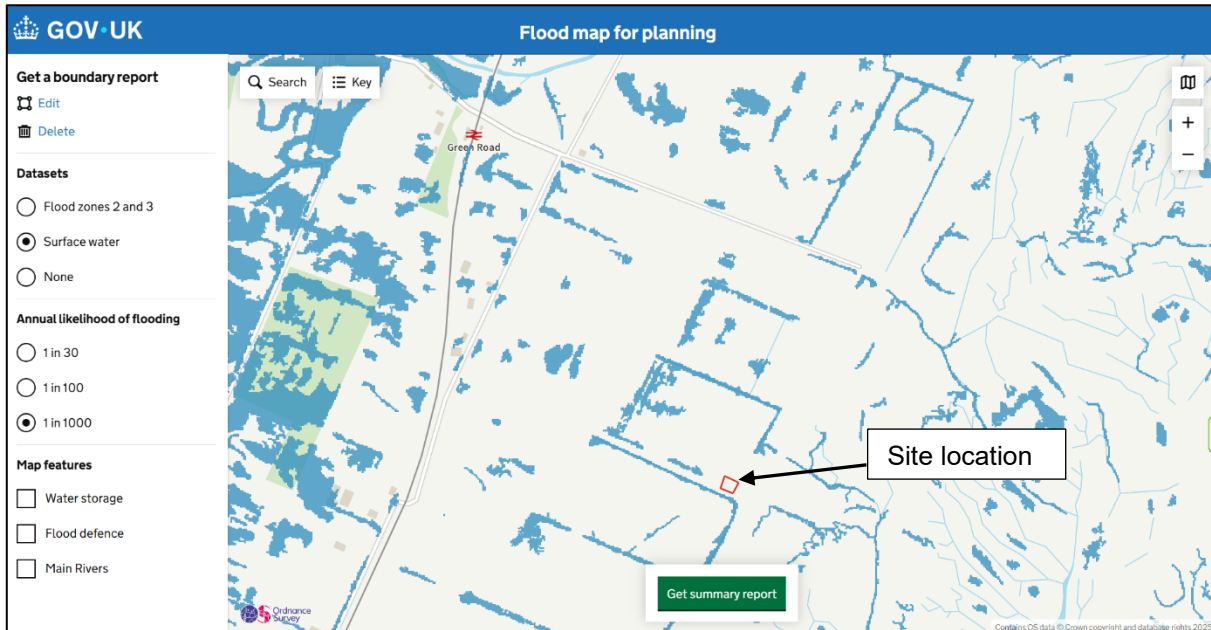 GOV•UK
Flood map for planning
Get a boundary report
Edit
Delete
Datasets
Flood zones 2 and 3
Surface water
None
Annual likelihood of flooding
1 in 30
1 in 100
1 in 1000
Map features
Water storage
Flood defence
Main Rivers
Search
Key
Green Road
Site location
Get summary report
Ordnance
Survey
Contains OS data © Crown copyright and database rights 2025